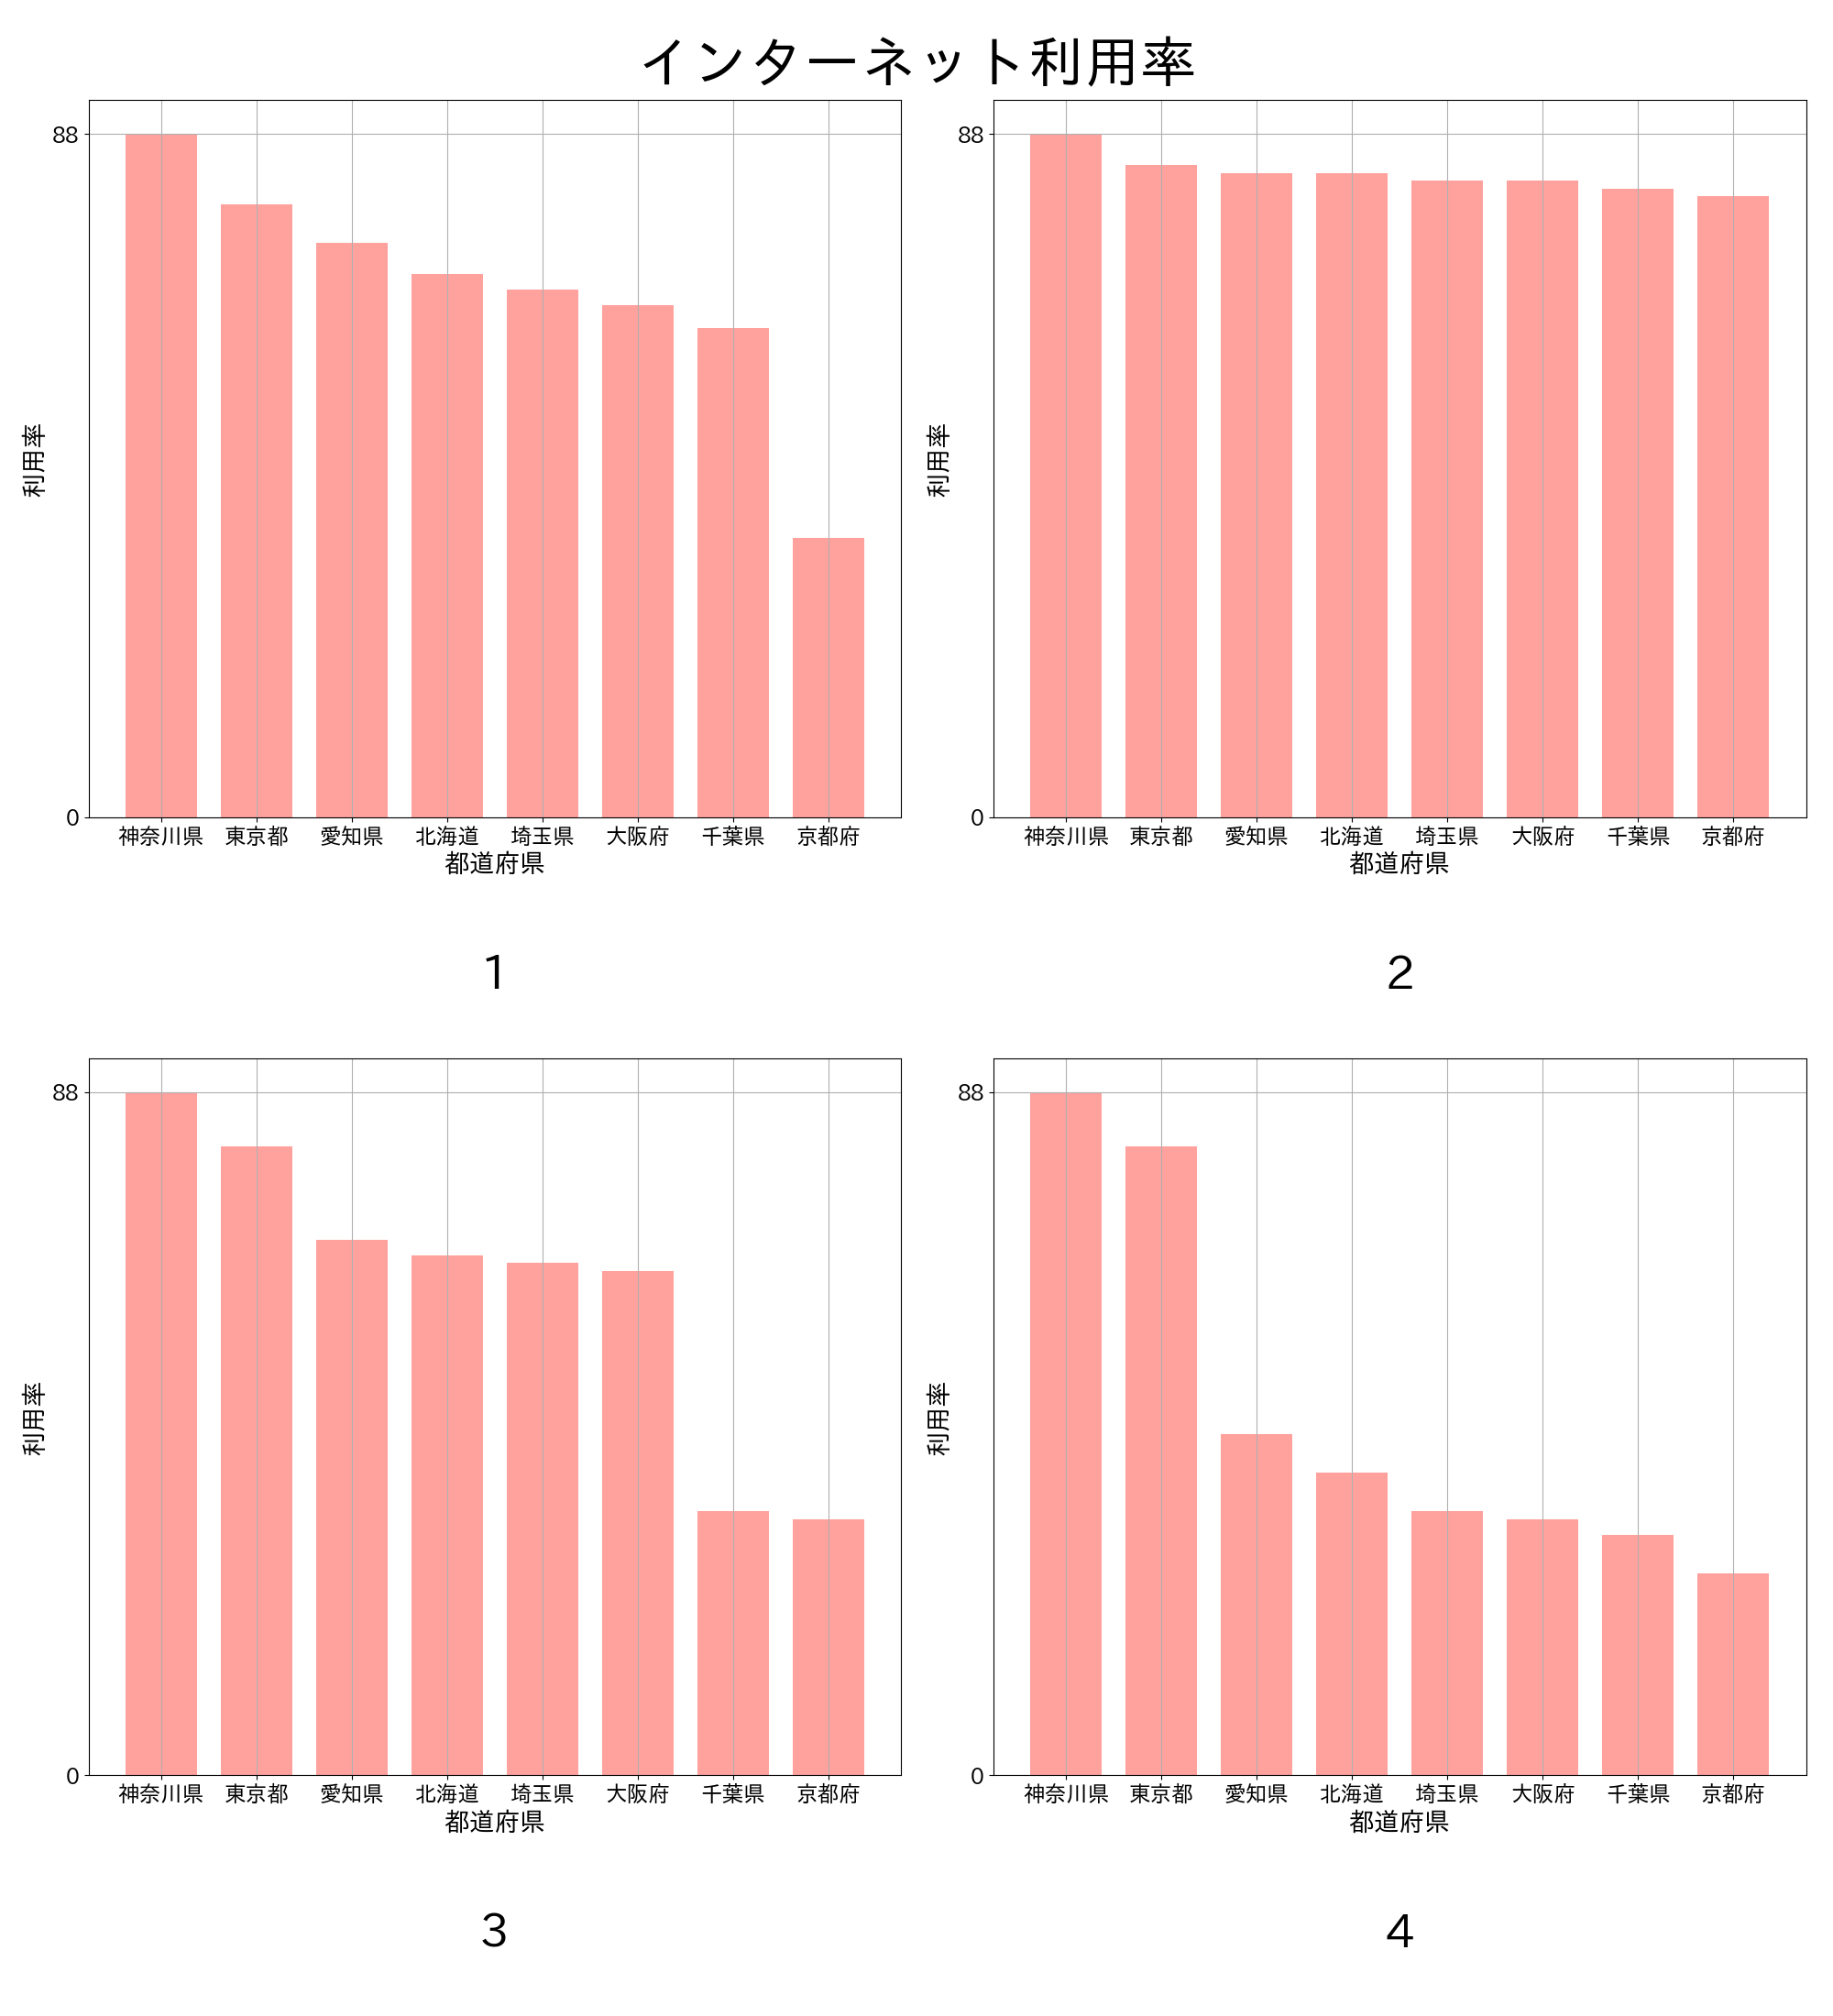 インターネット利用率
88
0
利用率
神奈川県 東京都 愛知県 北海道 埼玉県 大阪府 千葉県 京都府
都道府県
1
88
0
利用率
神奈川県 東京都 愛知県 北海道 埼玉県 大阪府 千葉県 京都府
都道府県
2
88
0
利用率
神奈川県 東京都 愛知県 北海道 埼玉県 大阪府 千葉県 京都府
都道府県
3
88
0
利用率
神奈川県 東京都 愛知県 北海道 埼玉県 大阪府 千葉県 京都府
都道府県
4